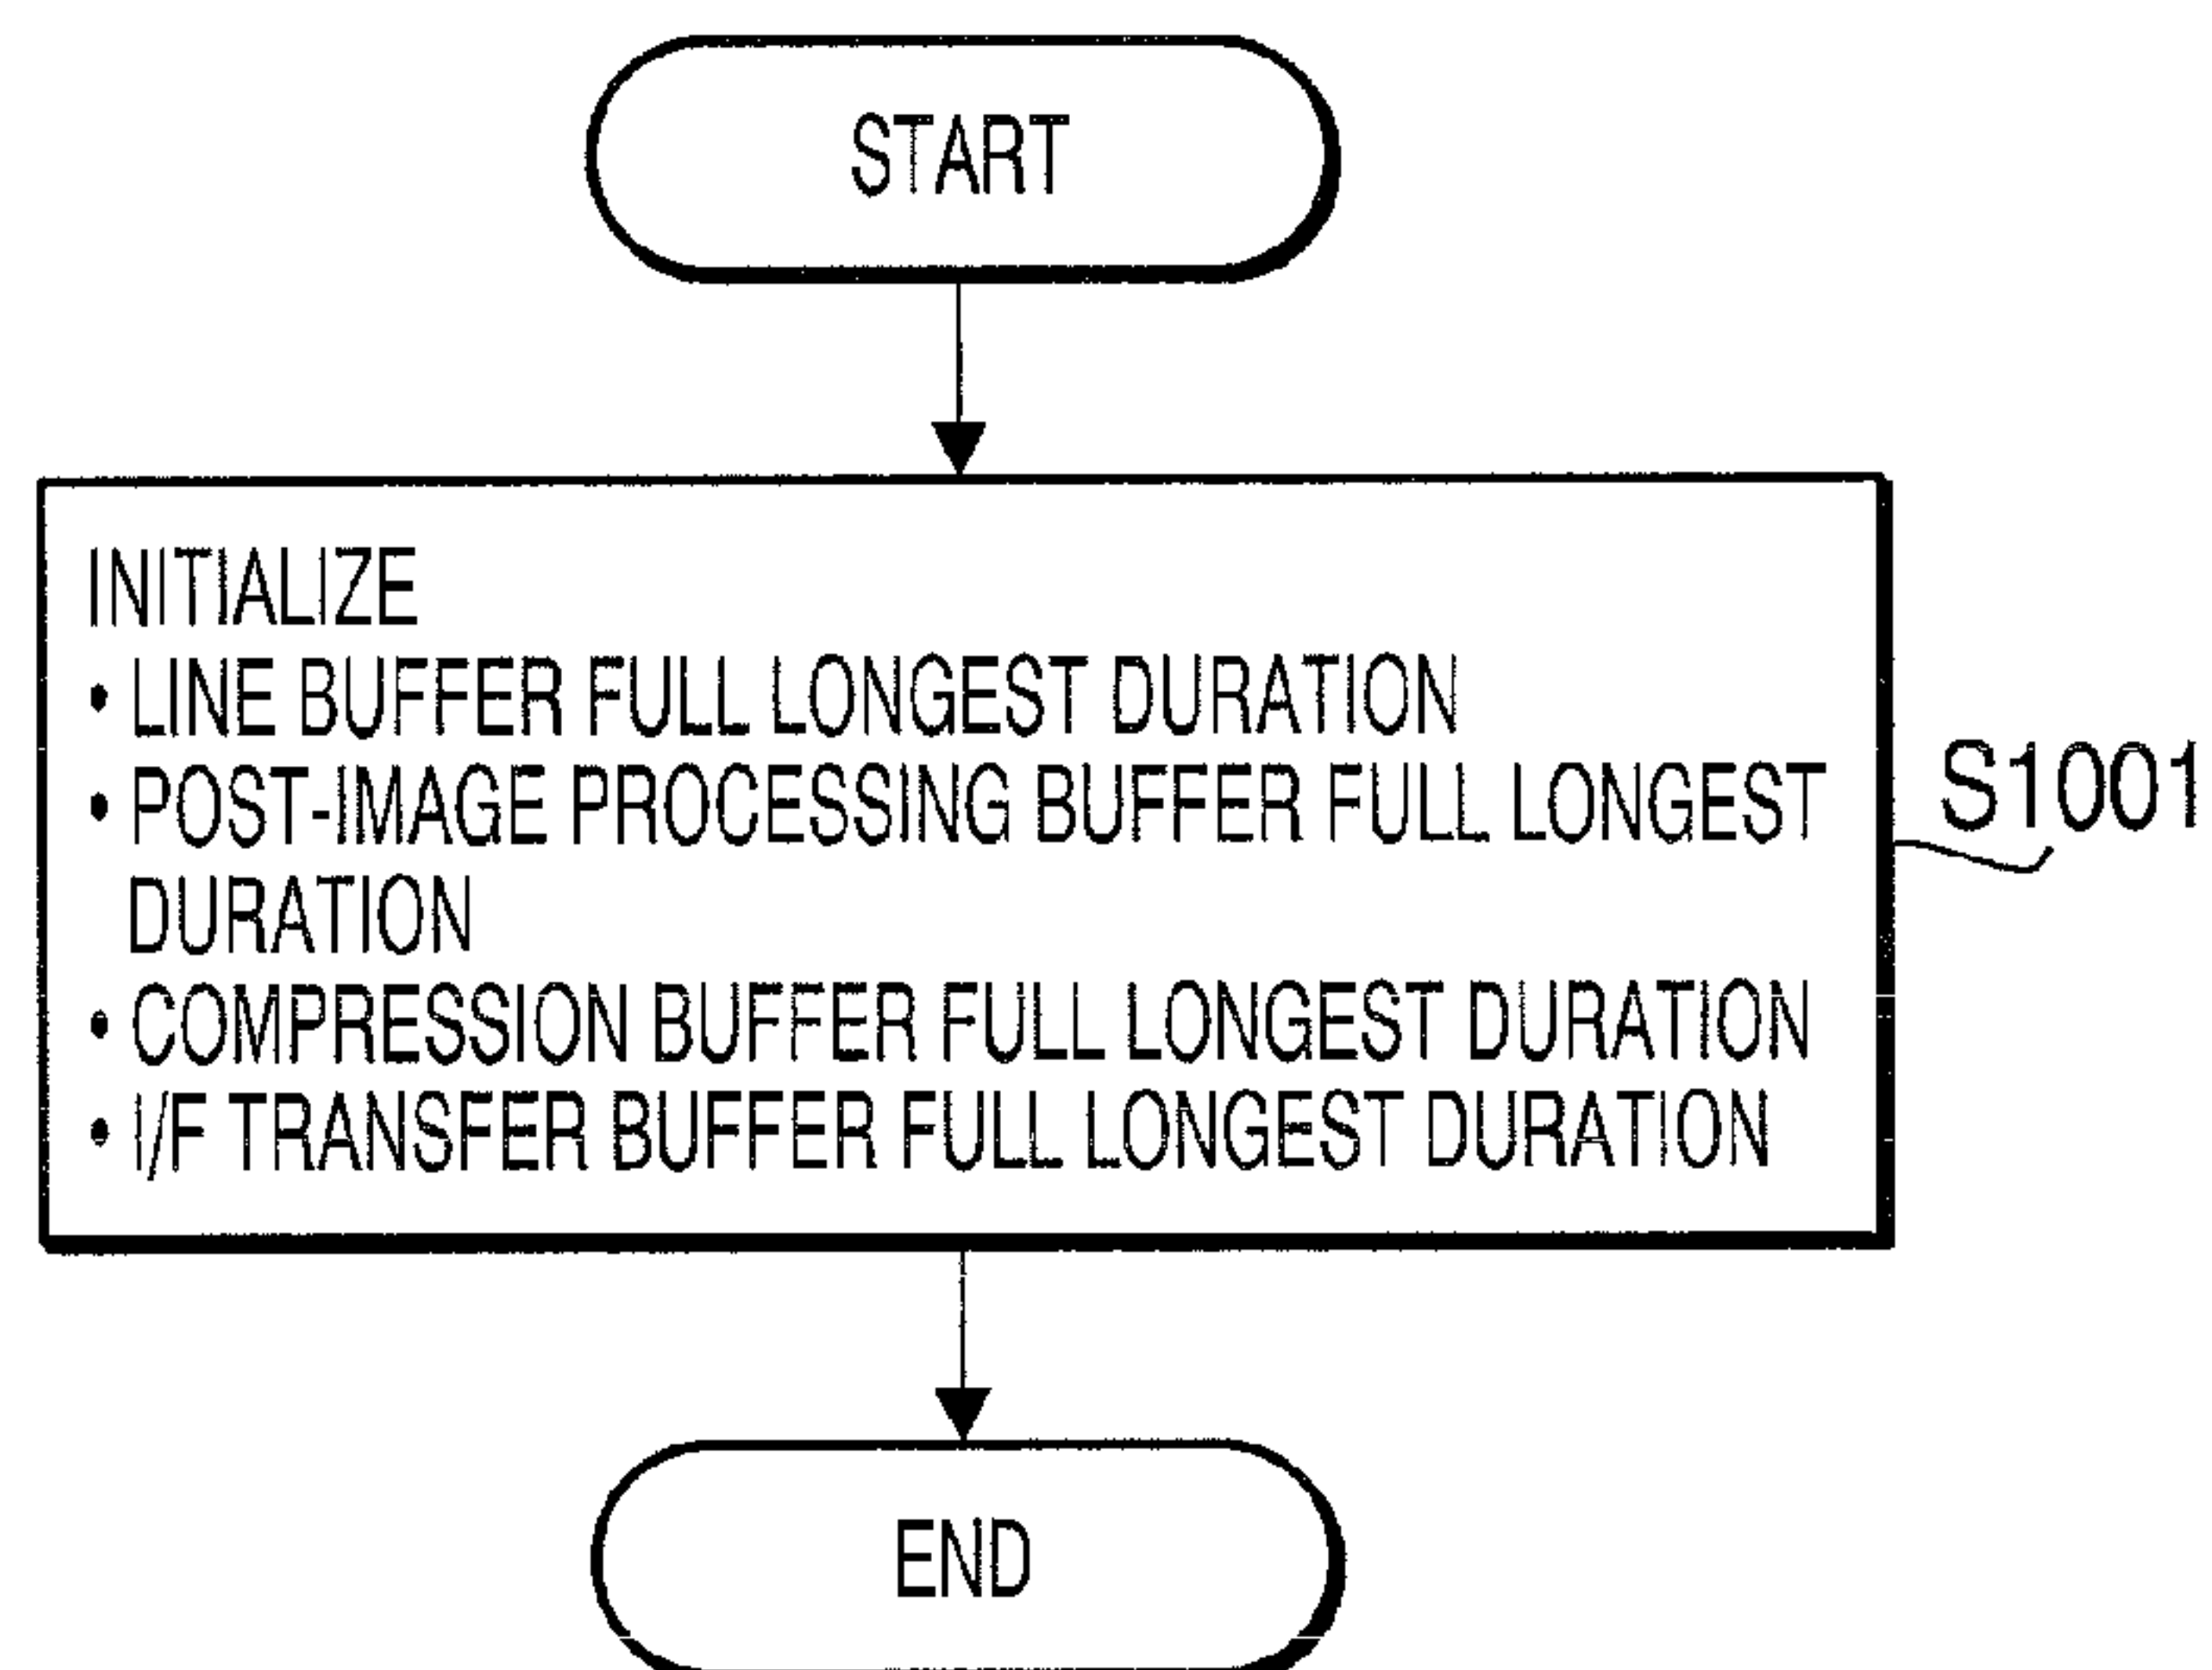 START
INITIALIZE
• LINE BUFFER FULL LONGEST DURATION
• POST-IMAGE PROCESSING BUFFER FULL LONGEST
DURATION
• COMPRESSION BUFFER FULL LONGEST DURATION
• I/F TRANSFER BUFFER FULL LONGEST DURATION
S1001
END